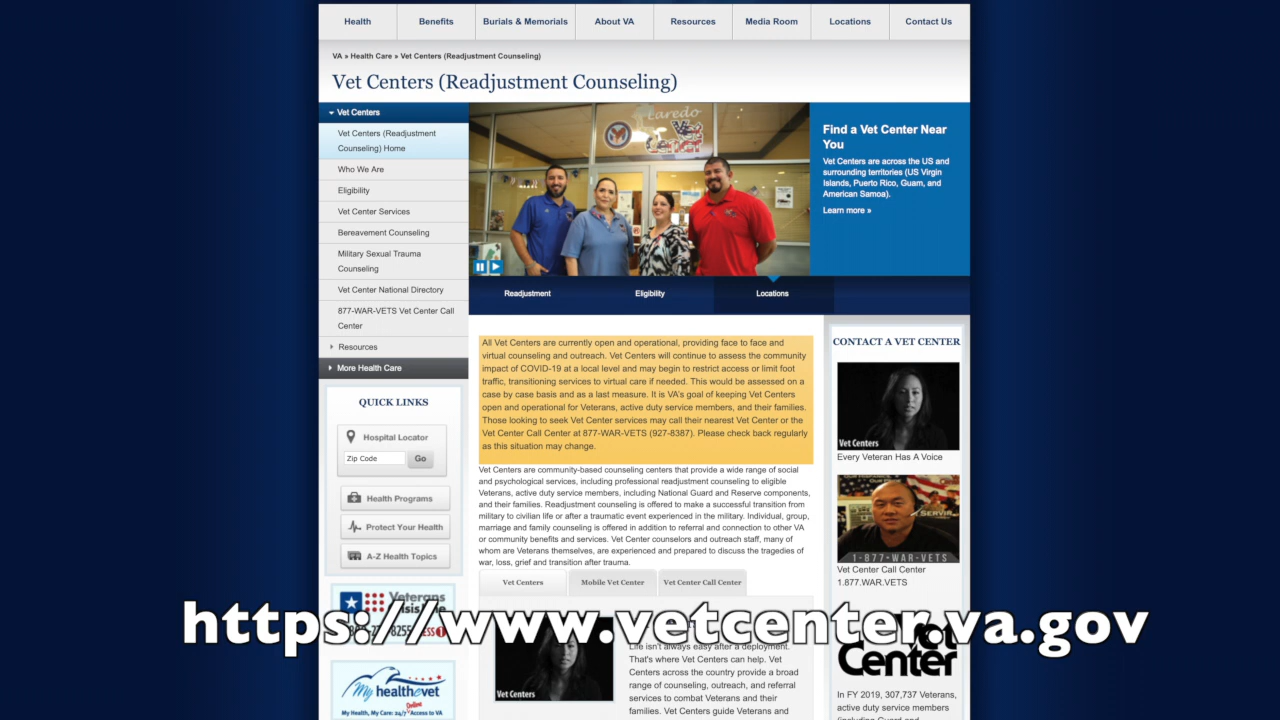 Health
Benefits
Burials & Memorials
About VA
Resources
Media Room
Locations
Contact Us
VA » Health Care » Vet Centers (Readjustment Counseling)
Vet Centers (Readjustment Counseling)
Vet Centers
Vet Centers (Readjustment
Counseling) Home
Who We Are
Eligibility
Vet Center Services
Bereavement Counseling
Military Sexual Trauma
Counseling
Vet Center National Directory
877-WAR-VETS Vet Center Call
Center
Resources
More Health Care
QUICK LINKS
Hospital Locator
Zip Code
Go
Health Programs
Protect Your Health
A-Z Health Topics
Veterans
PRESS 1
My healthevet
My Health, My Care: 24/7 Online Access to VA
Laredo
Vet
Center
Find a Vet Center Near
You
Vet Centers are across the US and
surrounding territories (US Virgin
Islands, Puerto Rico, Guam, and
American Samoa).
Learn more »
Readjustment
Eligibility
Locations
All Vet Centers are currently open and operational, providing face to face and
virtual counseling and outreach. Vet Centers will continue to assess the community
impact of COVID-19 at a local level and may begin to restrict access or limit foot
traffic, transitioning services to virtual care if needed. This would be assessed on a
case by case basis and as a last measure. It is VA's goal of keeping Vet Centers
open and operational for Veterans, active duty service members, and their families.
Those looking to seek Vet Center services may call their nearest Vet Center or the
Vet Center Call Center at 877-WAR-VETS (927-8387). Please check back regularly
as this situation may change.
Vet Centers are community-based counseling centers that provide a wide range of social
and psychological services, including professional readjustment counseling to eligible
Veterans, active duty service members, including National Guard and Reserve components,
and their families. Readjustment counseling is offered to make a successful transition from
military to civilian life or after a traumatic event experienced in the military. Individual, group,
marriage and family counseling is offered in addition to referral and connection to other VA
or community benefits and services. Vet Center counselors and outreach staff, many of
whom are Veterans themselves, are experienced and prepared to discuss the tragedies of
war, loss, grief and transition after trauma.
Vet Centers
Mobile Vet Center
Vet Center Call Center
Vet Centers
Life isn't always easy after a deployment.
That's where Vet Centers can help. Vet
Centers across the country provide a broad
range of counseling, outreach, and referral
services to combat Veterans and their
families. Vet Centers guide Veterans and
CONTACT A VET CENTER
Vet Centers
Every Veteran Has A Voice
1-877-WAR-VETS
Vet Center Call Center
1.877.WAR.VETS
Vet
Center
In FY 2019, 307,737 Veterans,
active duty service members
https://www.vetcenter.va.gov